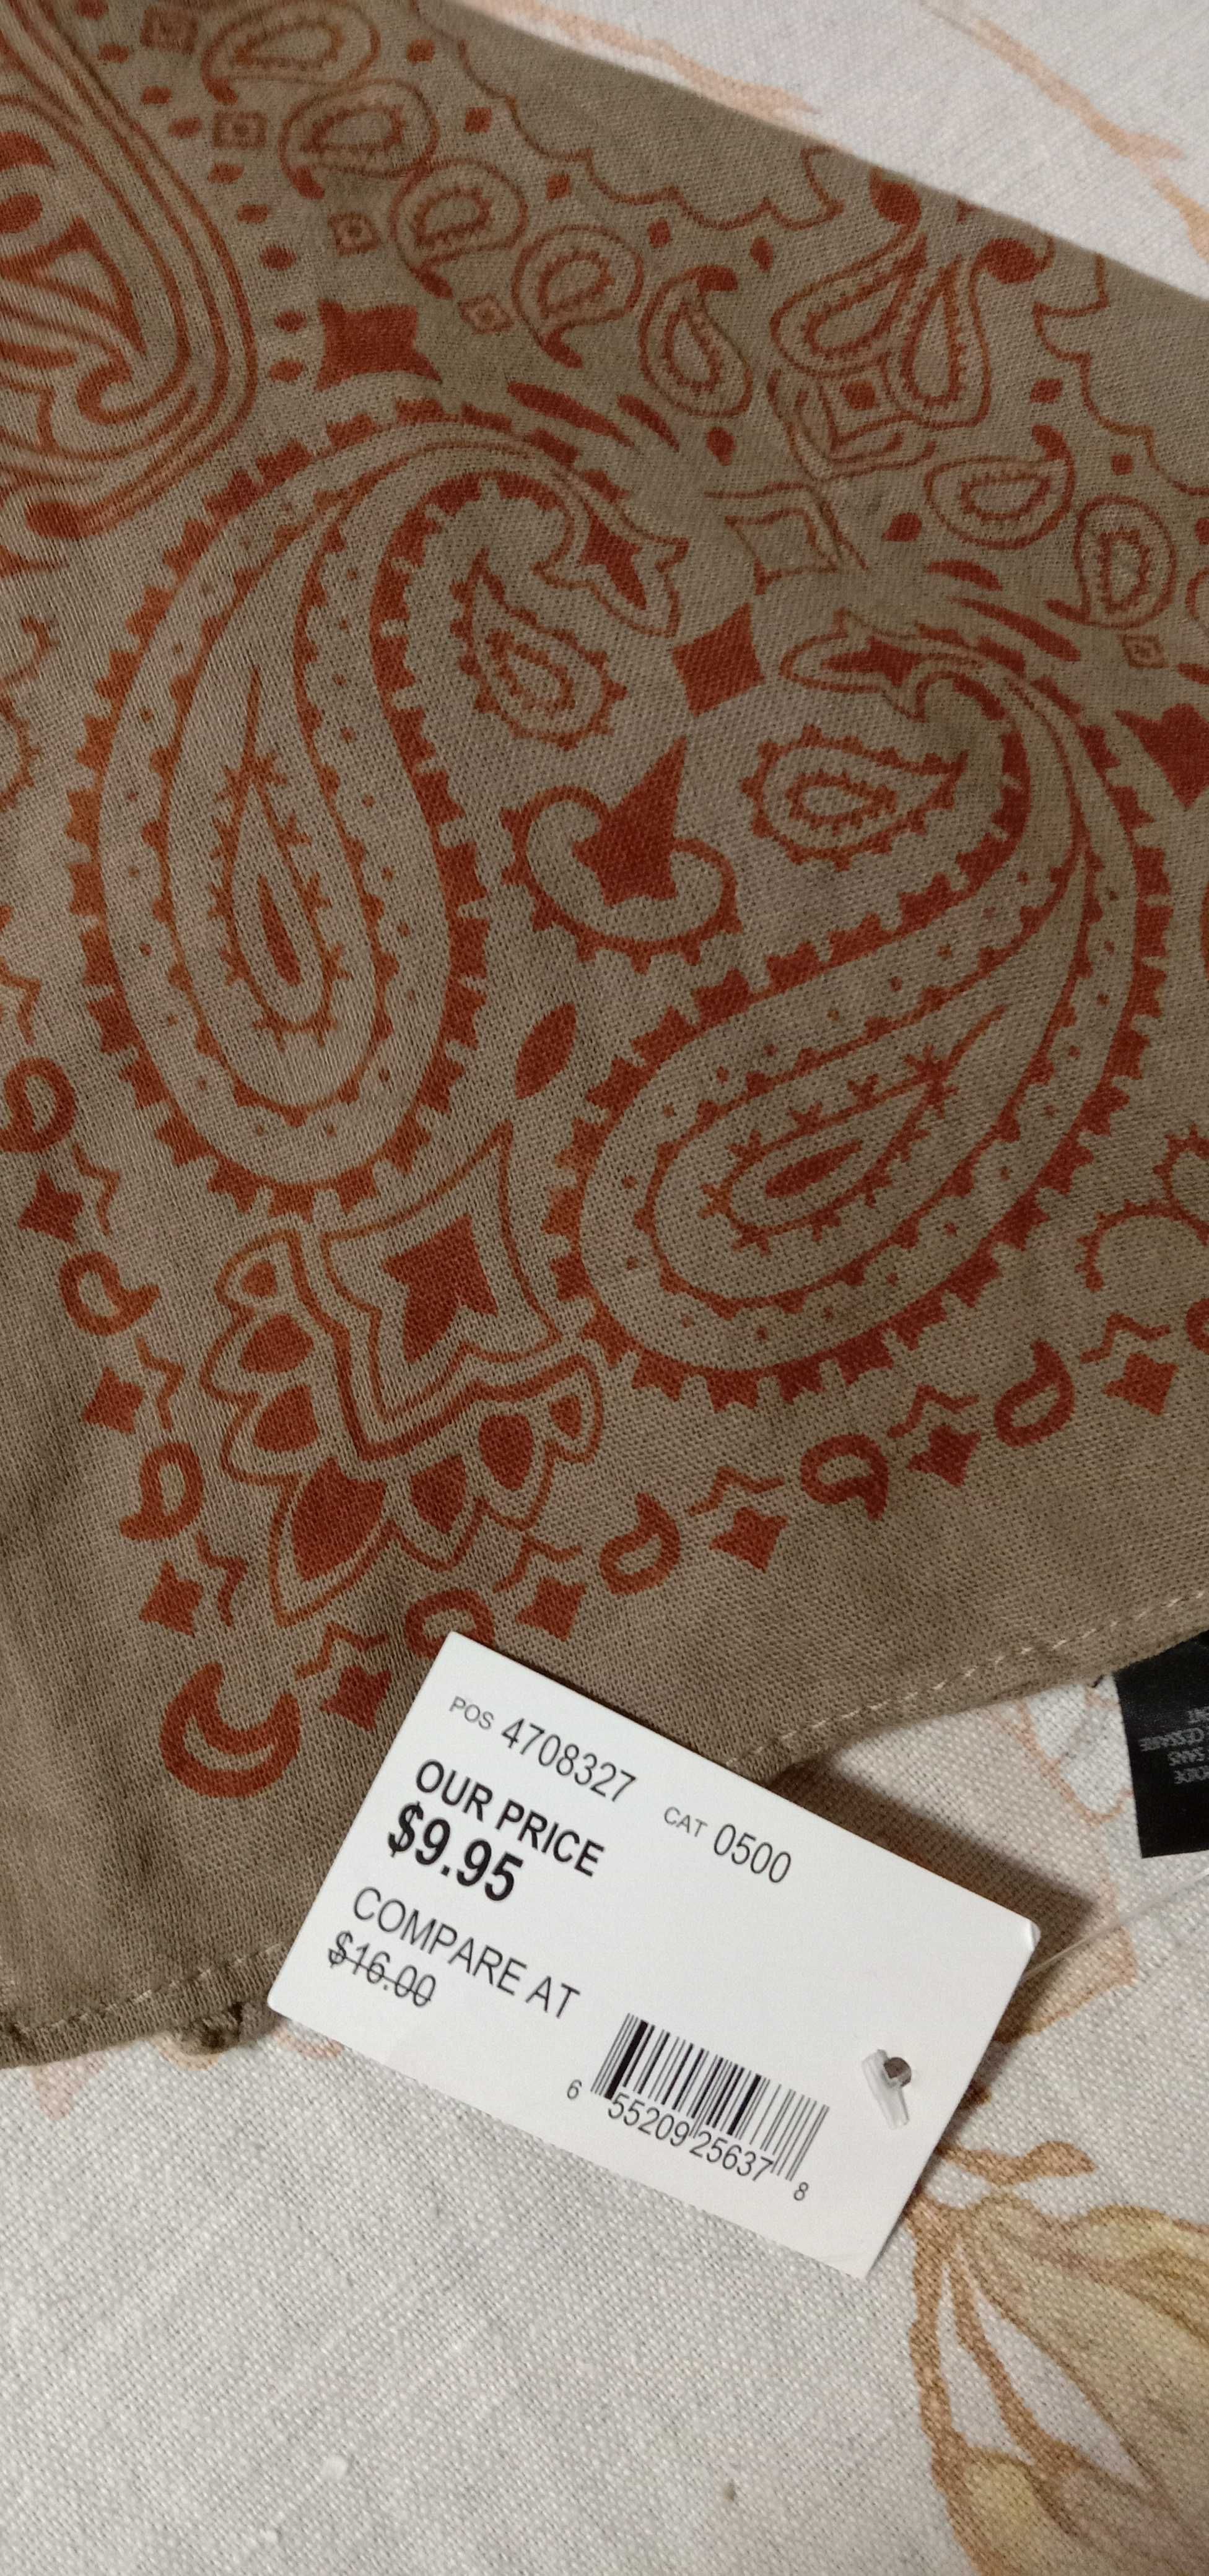 POS 4708327 CAT 0500
OUR PRICE
$9.95
COMPARE AT
$16.00
6 55209 25637 8